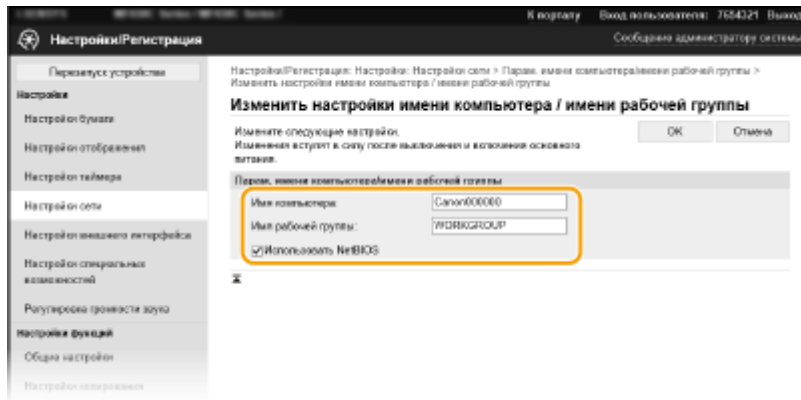 К порталу Вход пользователя: 7654321 Выход
Настройки/Регистрация
Сообщение администратору системы
Перезапуск устройства
Настройки
Настройки бумаги
Настройки отображения
Настройки таймера
Настройки сети
Настройки внешнего интерфейса
Настройки специальных
возможностей
Регулировка громкости звука
Настройки функций
Общие настройки
Настройки копирования
Настройки/Регистрация: Настройки: Настройки сети > Парам. имени компьютера/имени рабочей группы >
Изменить настройки имени компьютера / имени рабочей группы
Изменить настройки имени компьютера / имени рабочей группы
Измените следующие настройки.
Изменения вступят в силу после выключения и включения основного
питания.
OK Отмена
Парам. имени компьютера/имени рабочей группы
Имя компьютера: Canon000000
Имя рабочей группы: WORKGROUP
Использовать NetBIOS